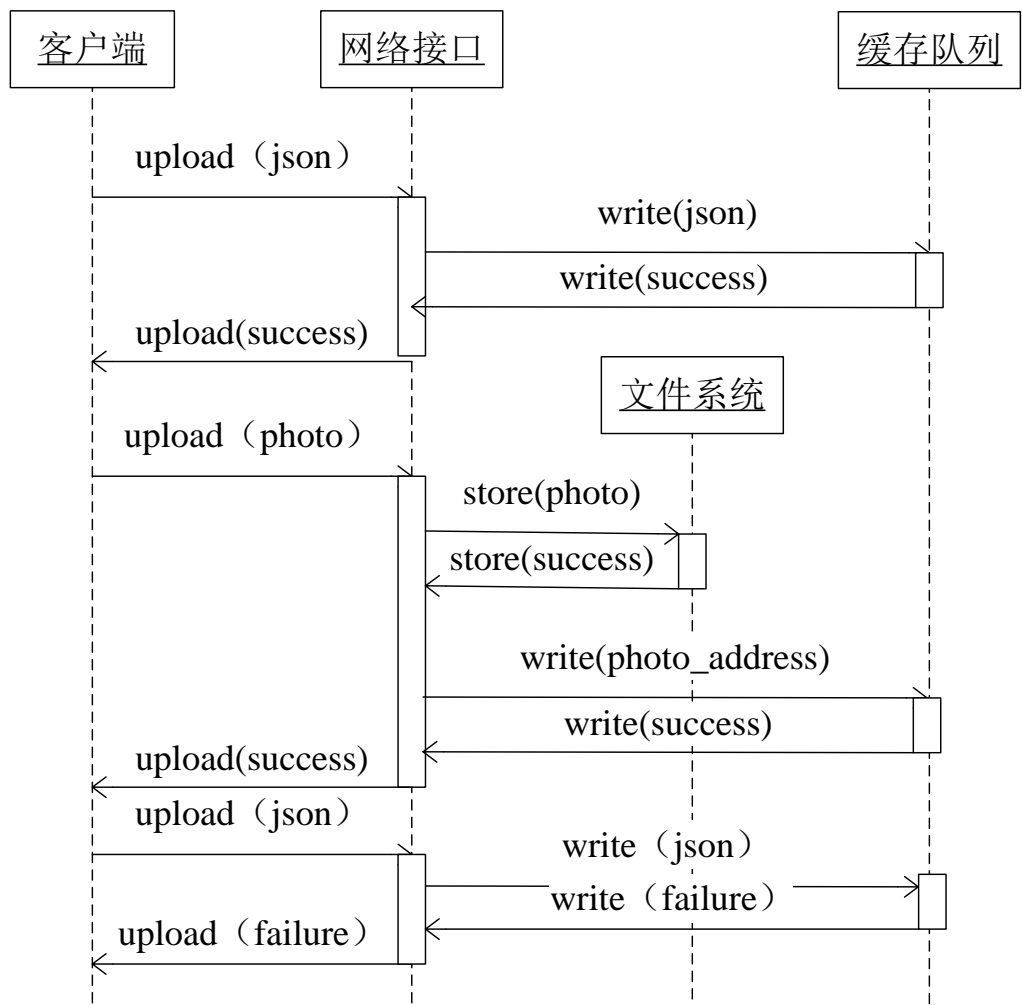 客户端
网络接口
缓存队列
upload（json）
write(json)
write(success)
upload(success)
文件系统
upload（photo）
store(photo)
store(success)
write(photo_address)
write(success)
upload(success)
upload（json）
write（json）
write（failure）
upload（failure）